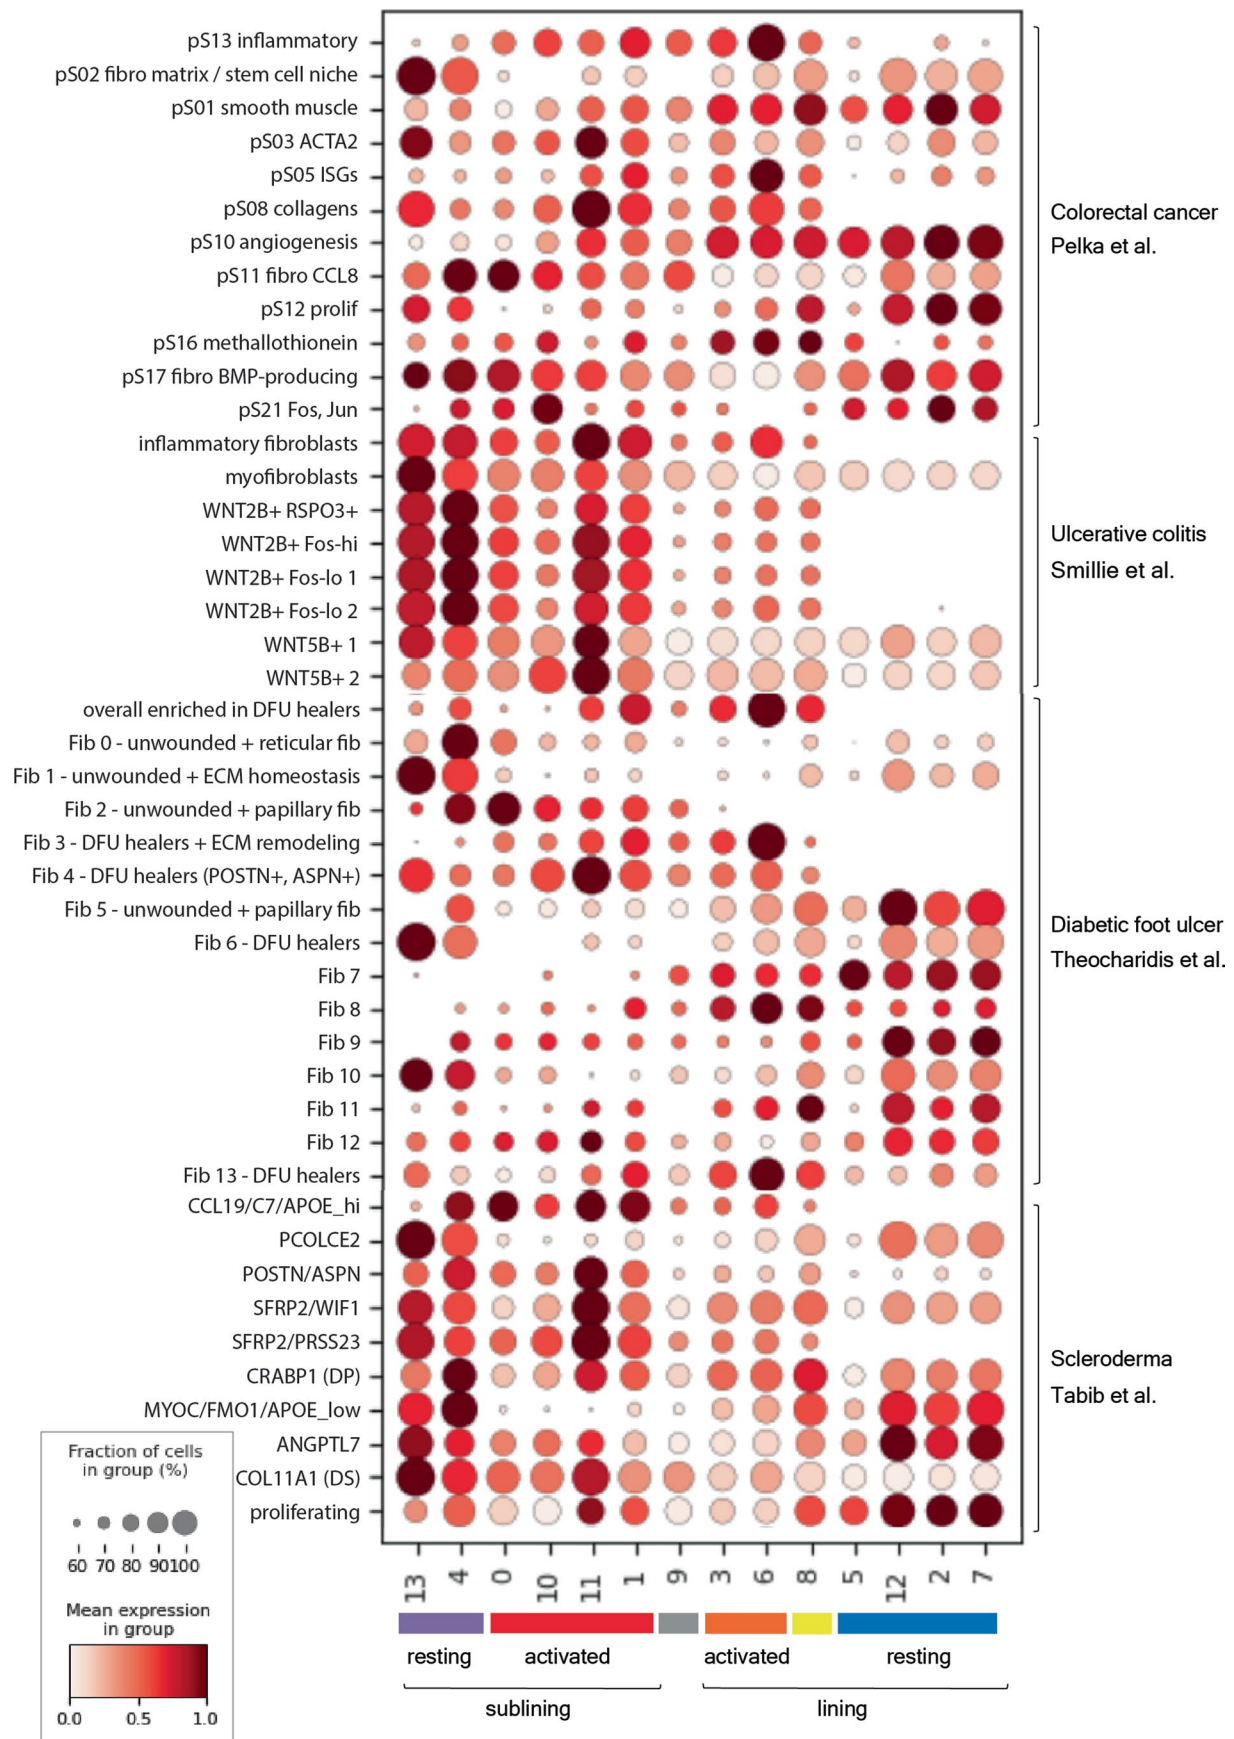 pS13 inflammatory
pS02 fibro matrix / stem cell niche
pS01 smooth muscle
pS03 ACTA2
pS05 ISGs
pS08 collagens
pS10 angiogenesis
pS11 fibro CCL8
pS12 prolif
pS16 methallothionein
pS17 fibro BMP-producing
pS21 Fos, Jun
Colorectal cancer
Pelka et al.
inflammatory fibroblasts
myofibroblasts
WNT2B+ RSPO3+
WNT2B+ Fos-hi
WNT2B+ Fos-lo 1
WNT2B+ Fos-lo 2
WNT5B+ 1
WNT5B+ 2
Ulcerative colitis
Smillie et al.
overall enriched in DFU healers
Fib 0 - unwounded + reticular fib
Fib 1 - unwounded + ECM homeostasis
Fib 2 - unwounded + papillary fib
Fib 3 - DFU healers + ECM remodeling
Fib 4 - DFU healers (POSTN+, ASPN+)
Fib 5 - unwounded + papillary fib
Fib 6 - DFU healers
Fib 7
Fib 8
Fib 9
Fib 10
Fib 11
Fib 12
Fib 13 - DFU healers
Diabetic foot ulcer
Theocharidis et al.
CCL19/C7/APOE_hi
PCOLCE2
POSTN/ASPN
SFRP2/WIF1
SFRP2/PRSS23
CRABP1 (DP)
MYOC/FMO1/APOE_low
ANGPTL7
COL11A1 (DS)
proliferating
Scleroderma
Tabib et al.
13 4 0 10 11 1 9 3 6 8 5 12 2 7
resting activated activated resting
sublining lining
Fraction of cells
in group (%)
60 70 80 90 100
Mean expression
in group
0.0 0.5 1.0